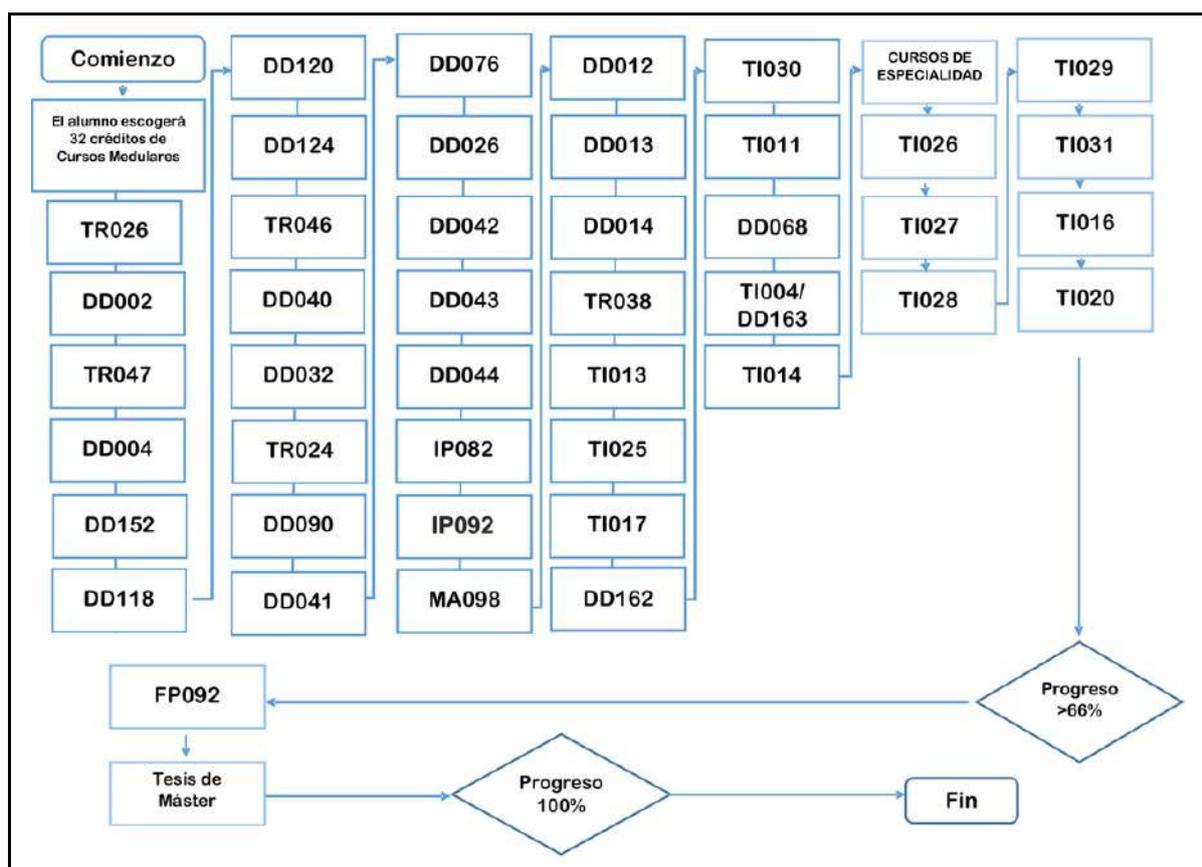 Comienzo
El alumno escogerá
32 créditos de
Cursos Medulares
TR026
DD002
TR047
DD004
DD152
DD118
DD120
DD124
TR046
DD040
DD032
TR024
DD090
DD041
DD076
DD026
DD042
DD043
DD044
IP082
IP092
MA098
DD012
DD013
DD014
TR038
TI013
TI025
TI017
DD162
TI030
TI011
DD068
TI004/
DD163
TI014
CURSOS DE
ESPECIALIDAD
TI026
TI027
TI028
TI029
TI031
TI016
TI020
Progreso
>66%
FP092
Tesis de
Máster
Progreso
100%
Fin